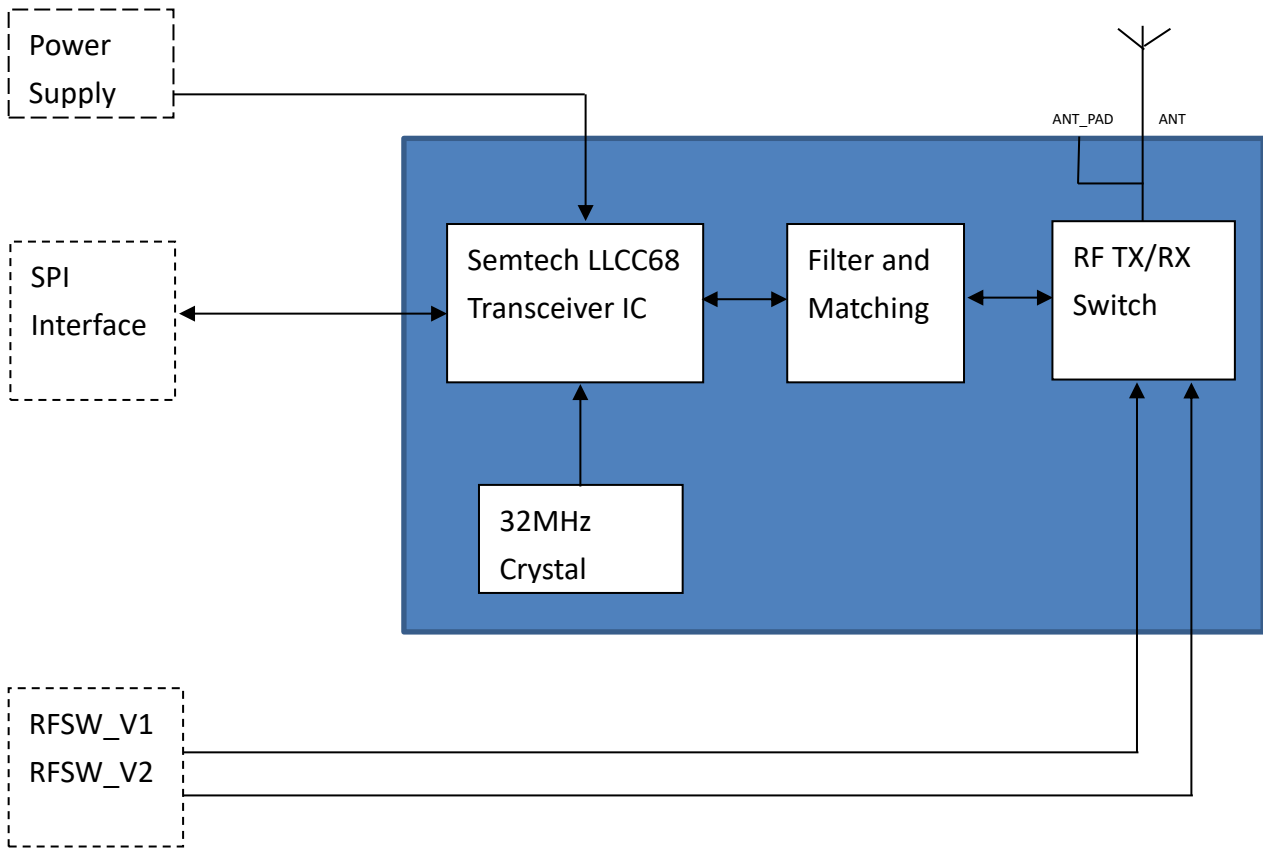 Power
Supply
ANT_PAD
ANT
SPI
Interface
Semtech LLCC68
Transceiver IC
Filter and
Matching
RF TX/RX
Switch
32MHz
Crystal
RFSW_V1
RFSW_V2